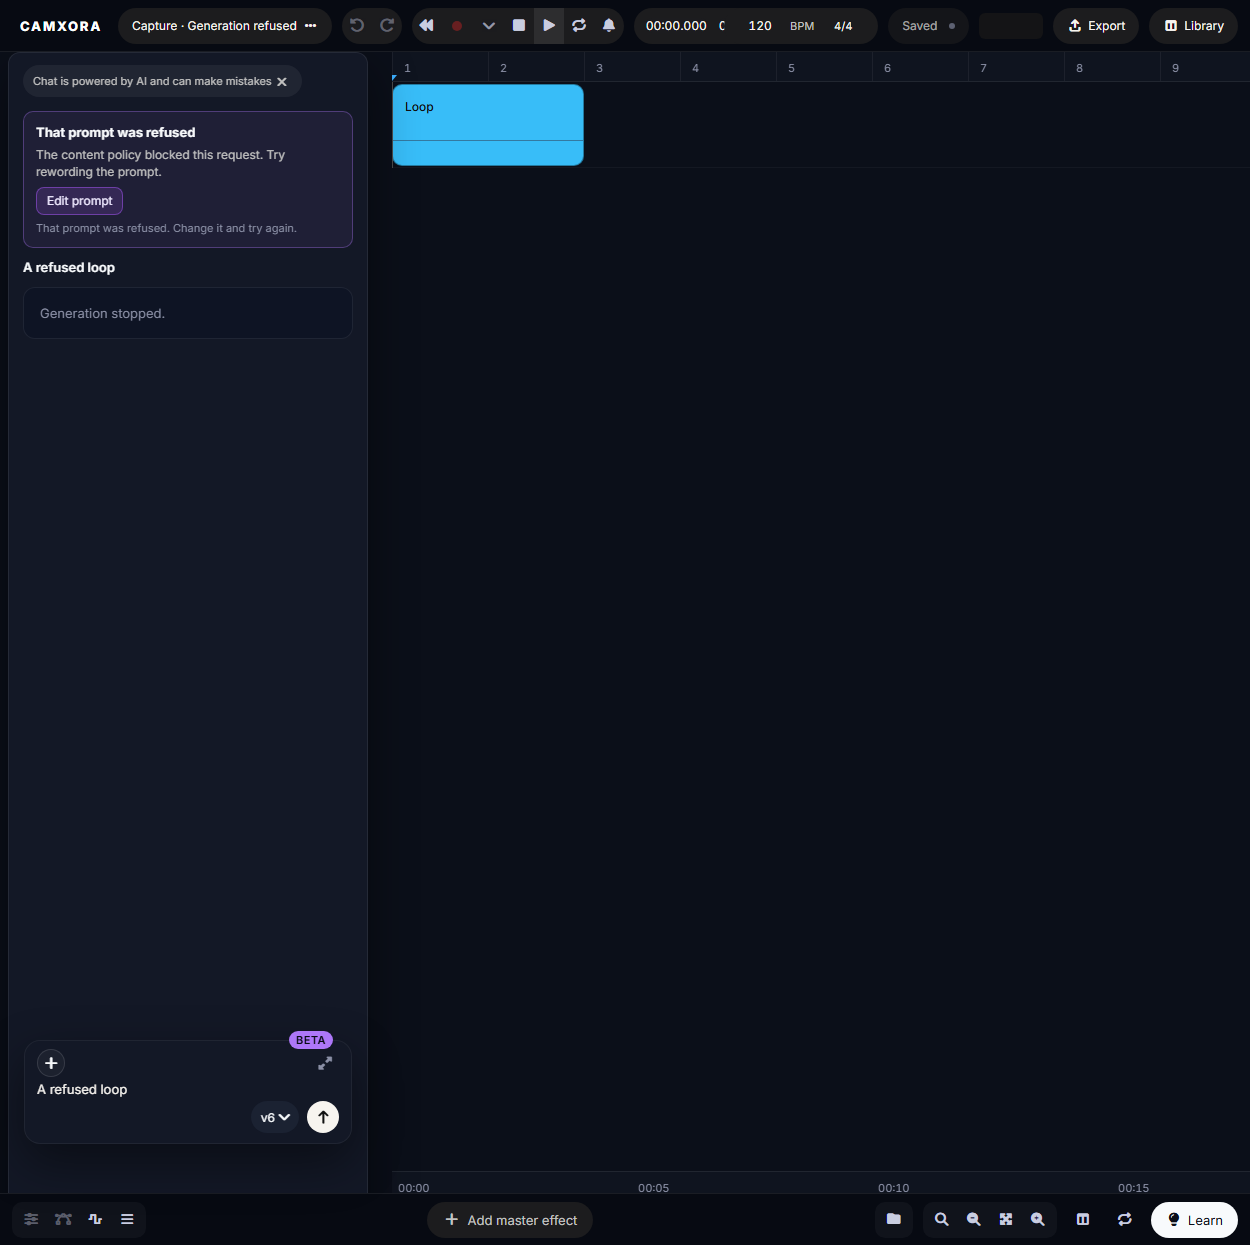 CAMXORA
Capture · Generation refused
00:00.000
120
BPM
4/4
Saved
Export
Library
Chat is powered by AI and can make mistakes
That prompt was refused
The content policy blocked this request. Try
rewording the prompt.
Edit prompt
That prompt was refused. Change it and try again.
A refused loop
Generation stopped.
1
2
3
4
5
6
7
8
9
Loop
BETA
A refused loop
v6
00:00
00:05
00:10
00:15
Add master effect
Learn